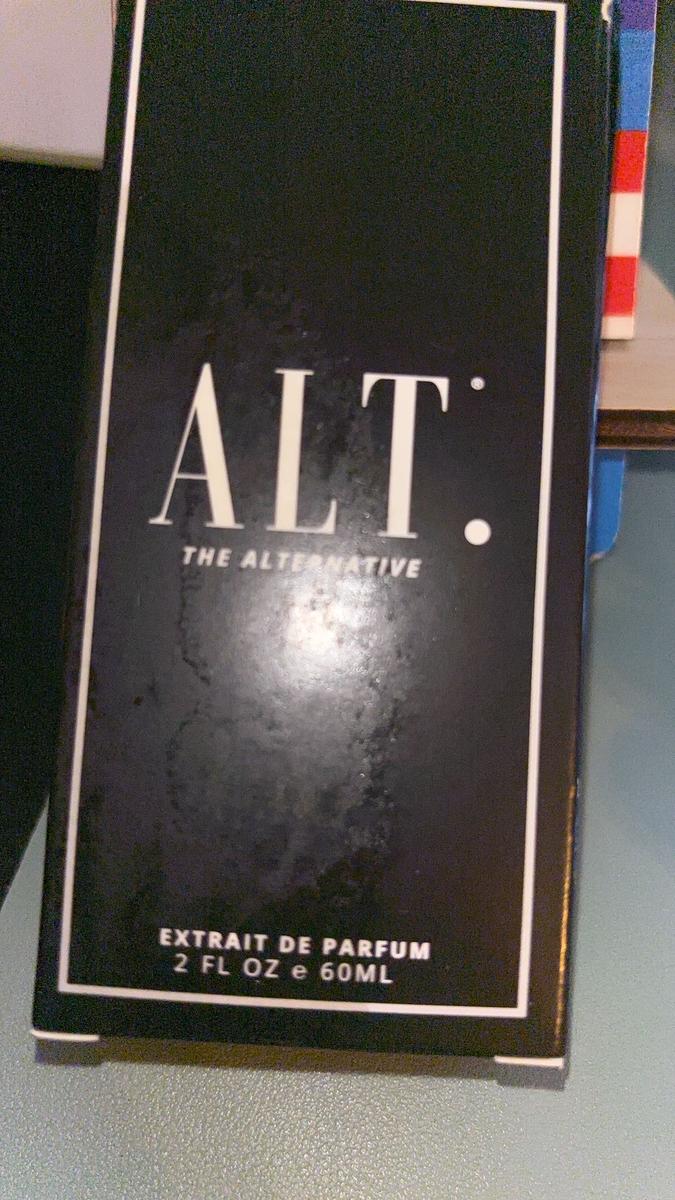 ALT.®
THE ALTERNATIVE
EXTRAIT DE PARFUM
2 FL OZ e 60ML